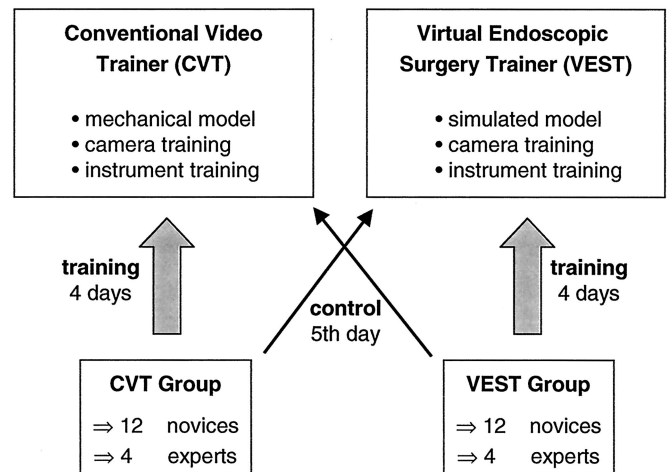 Conventional Video
Trainer (CVT)
• mechanical model
• camera training
• instrument training
Virtual Endoscopic
Surgery Trainer (VEST)
• simulated model
• camera training
• instrument training
training
4 days
control
5th day
training
4 days
CVT Group
⇒ 12 novices
⇒ 4 experts
VEST Group
⇒ 12 novices
⇒ 4 experts